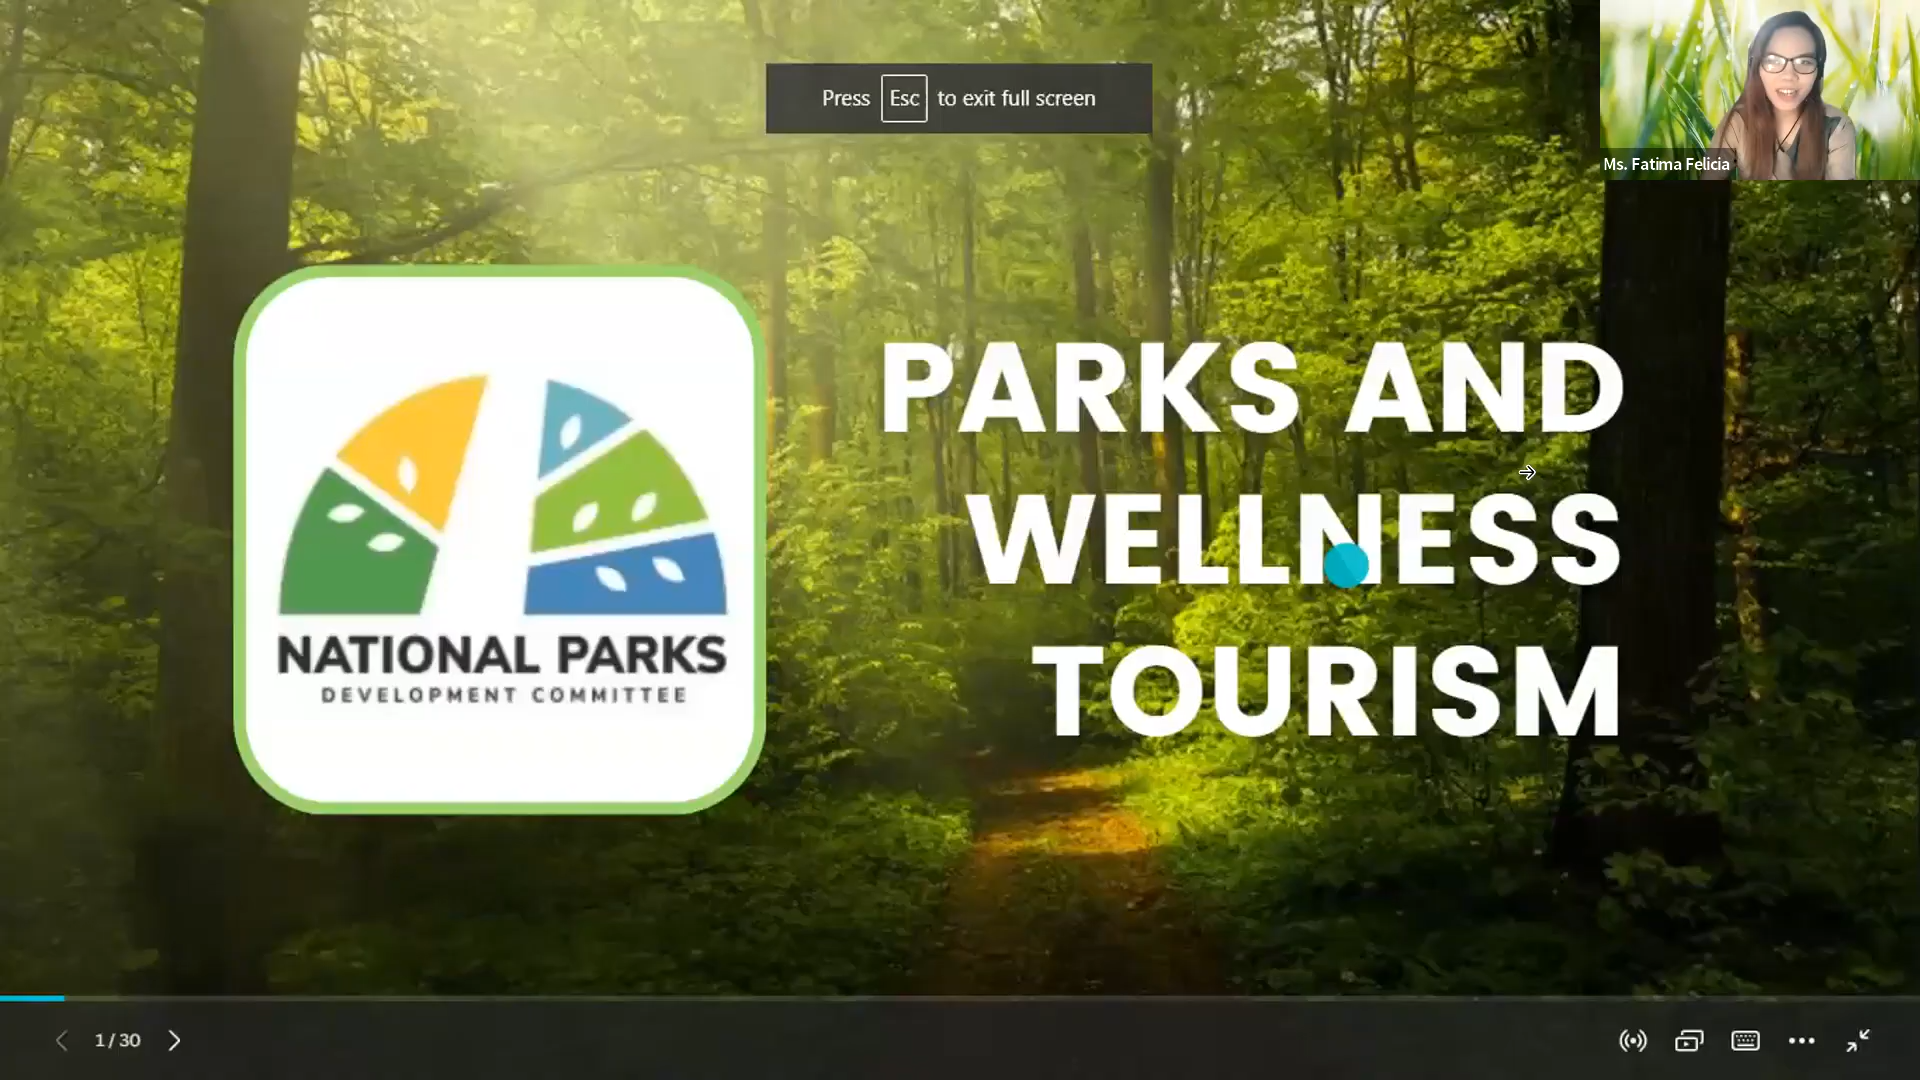 Press Esc to exit full screen
Ms. Fatima Felicia
PARKS AND
WELLNESS
TOURISM
NATIONAL PARKS
DEVELOPMENT COMMITTEE
1 / 30